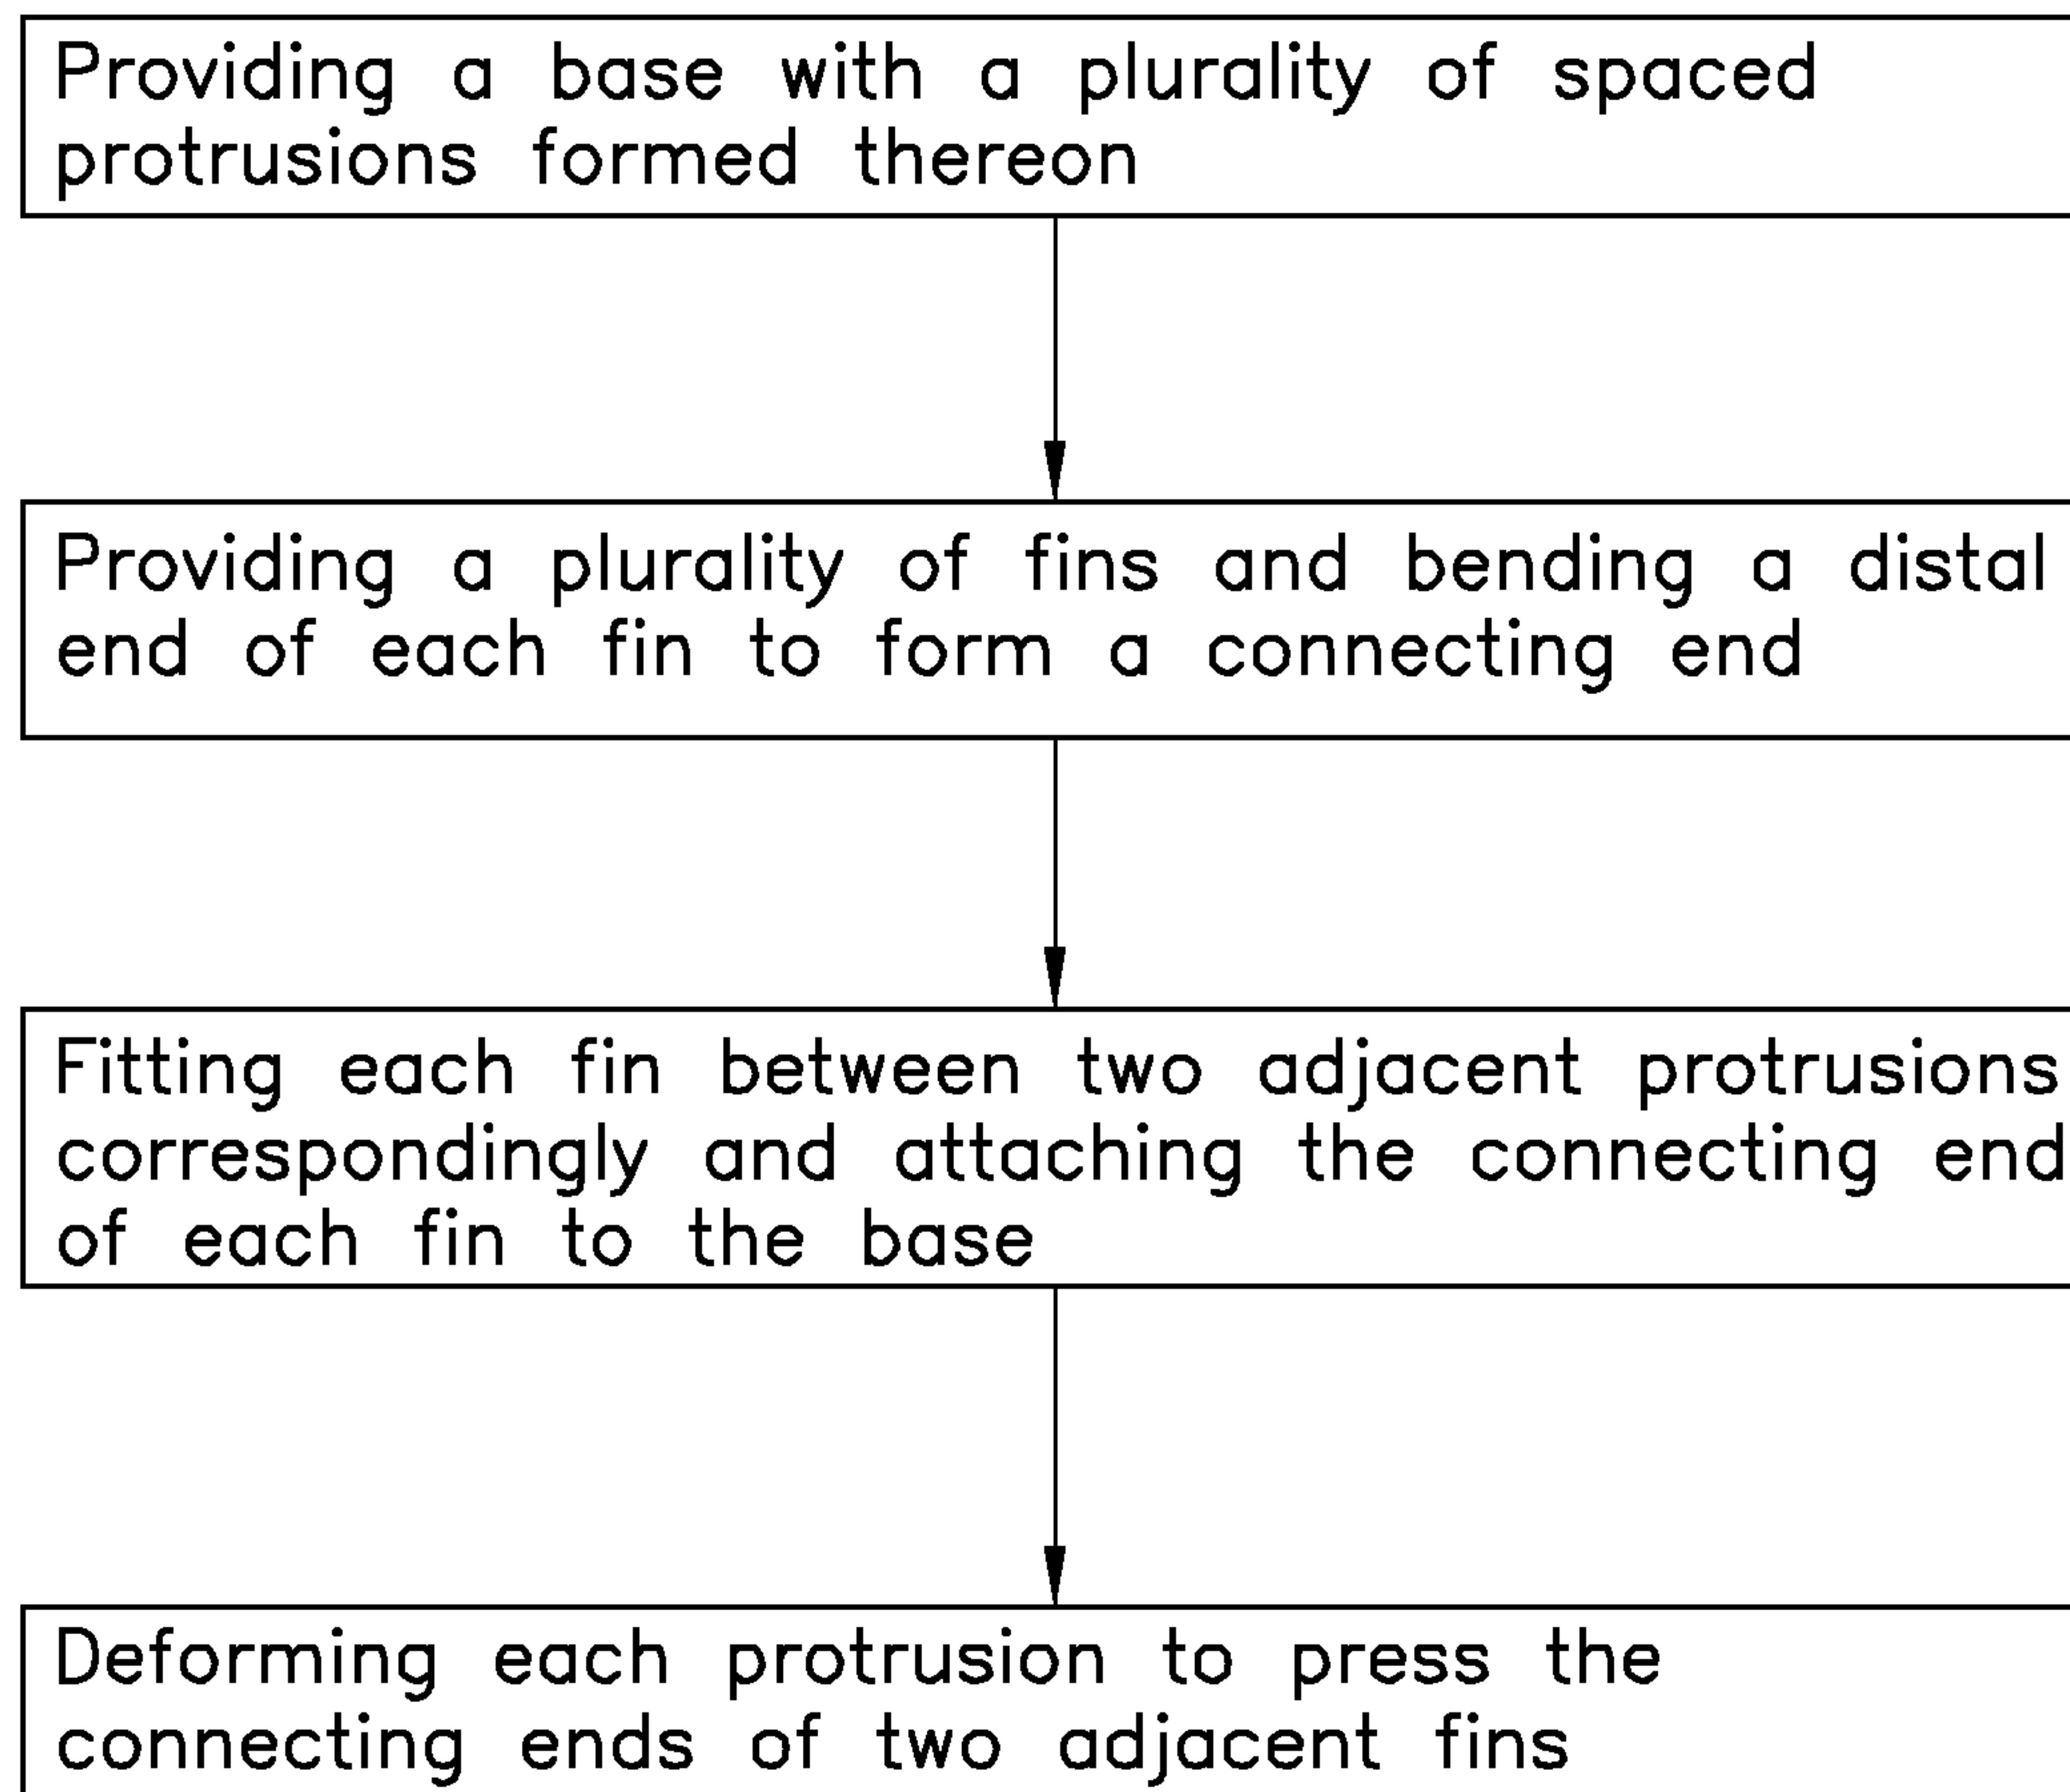 Providing a base with a plurality of spaced
protrusions formed thereon
Providing a plurality of fins and bending a distal
end of each fin to form a connecting end
Fitting each fin between two adjacent protrusions
correspondingly and attaching the connecting end
of each fin to the base
Deforming each protrusion to press the
connecting ends of two adjacent fins